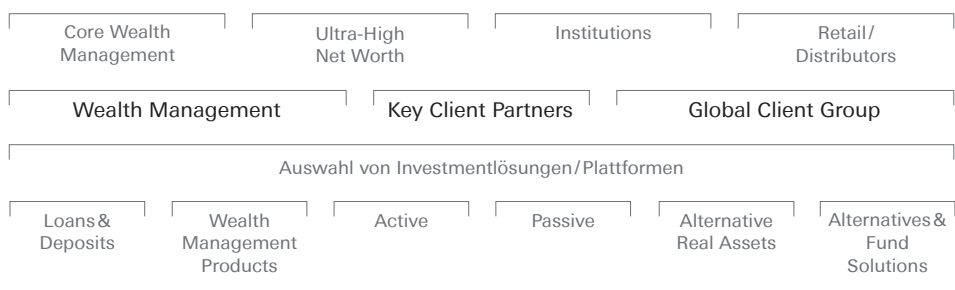 Core Wealth
Management
Ultra-High
Net Worth
Institutions
Retail/
Distributors
Wealth Management
Key Client Partners
Global Client Group
Auswahl von Investmentlösungen/Plattformen
Loans &
Deposits
Wealth
Management
Products
Active
Passive
Alternative
Real Assets
Alternatives &
Fund
Solutions